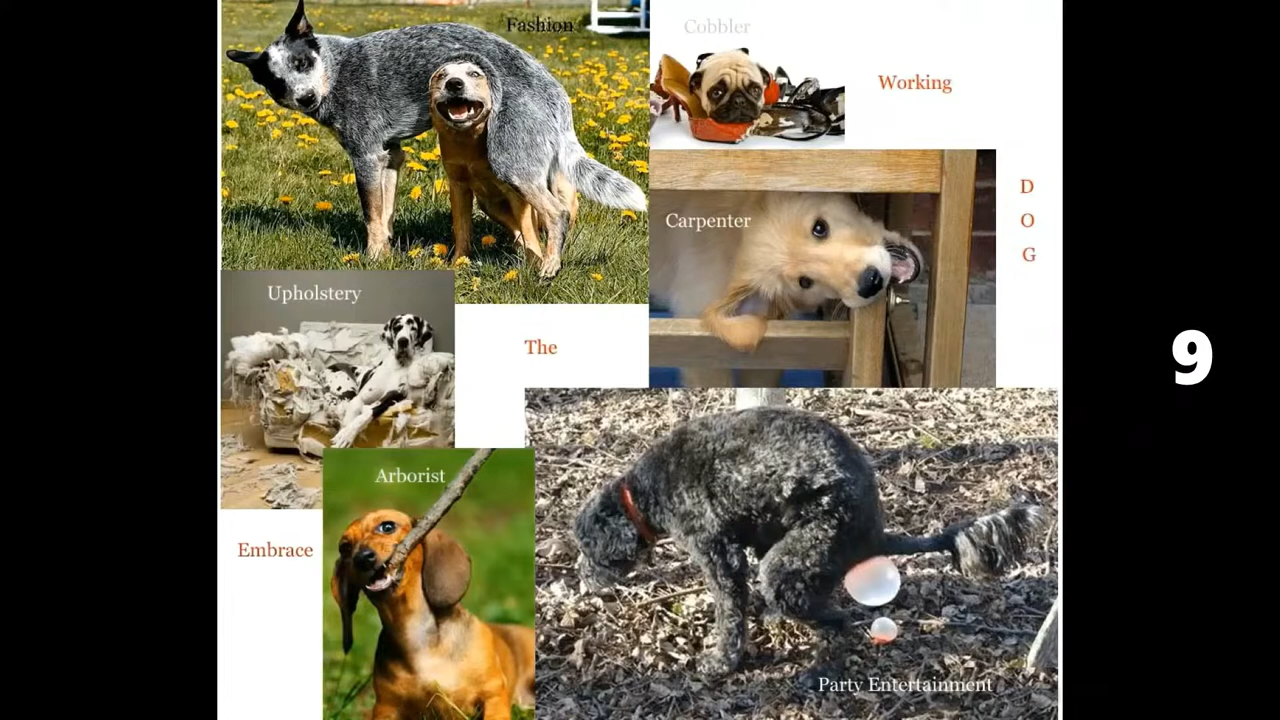 Fashion
Cobbler
Working
D
O
G
Carpenter
Upholstery
The
Arborist
Embrace
Party Entertainment
9